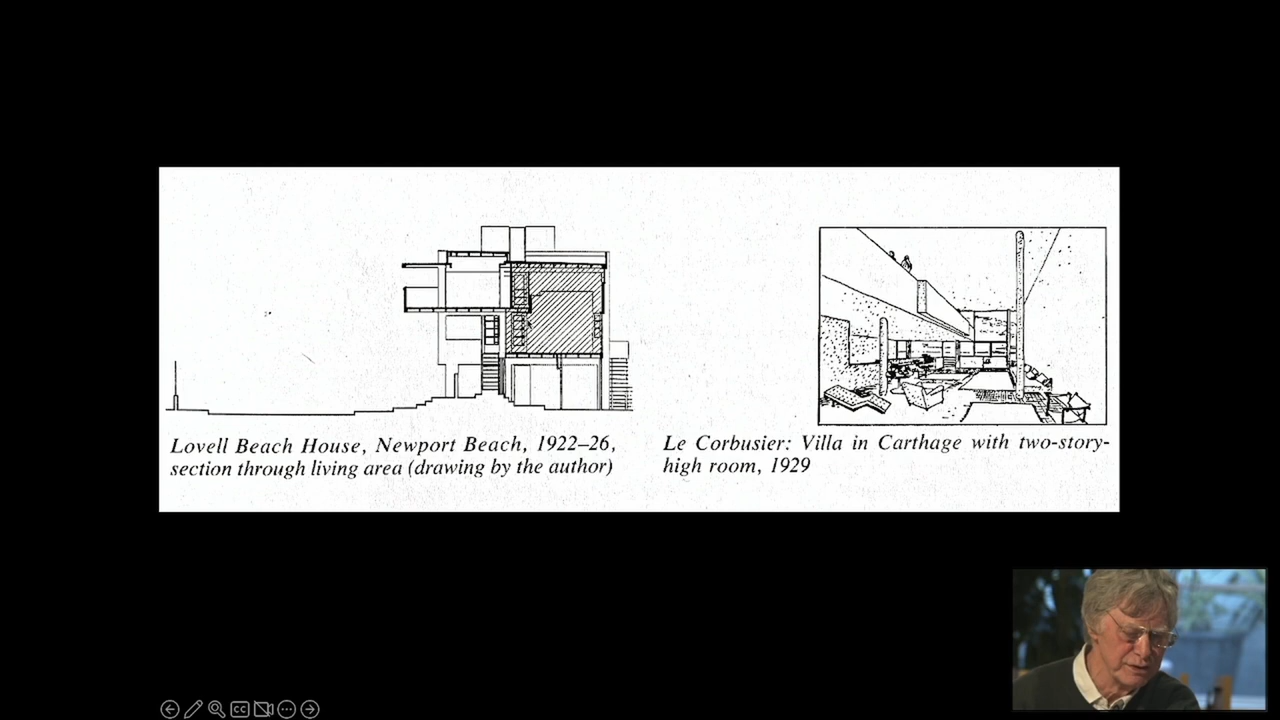 Lovell Beach House, Newport Beach, 1922–26,
section through living area (drawing by the author)
Le Corbusier: Villa in Carthage with two-story-
high room, 1929
CC